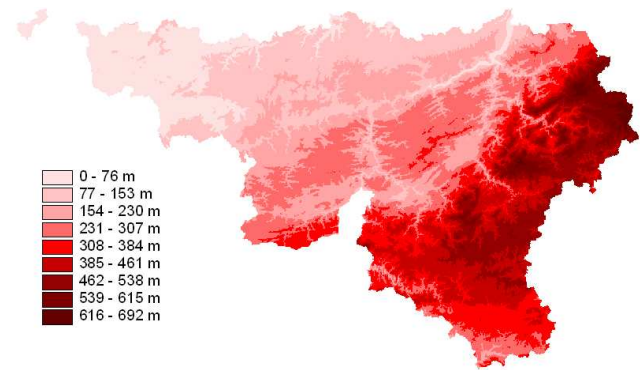 0 - 76 m
77 - 153 m
154 - 230 m
231 - 307 m
308 - 384 m
385 - 461 m
462 - 538 m
539 - 615 m
616 - 692 m